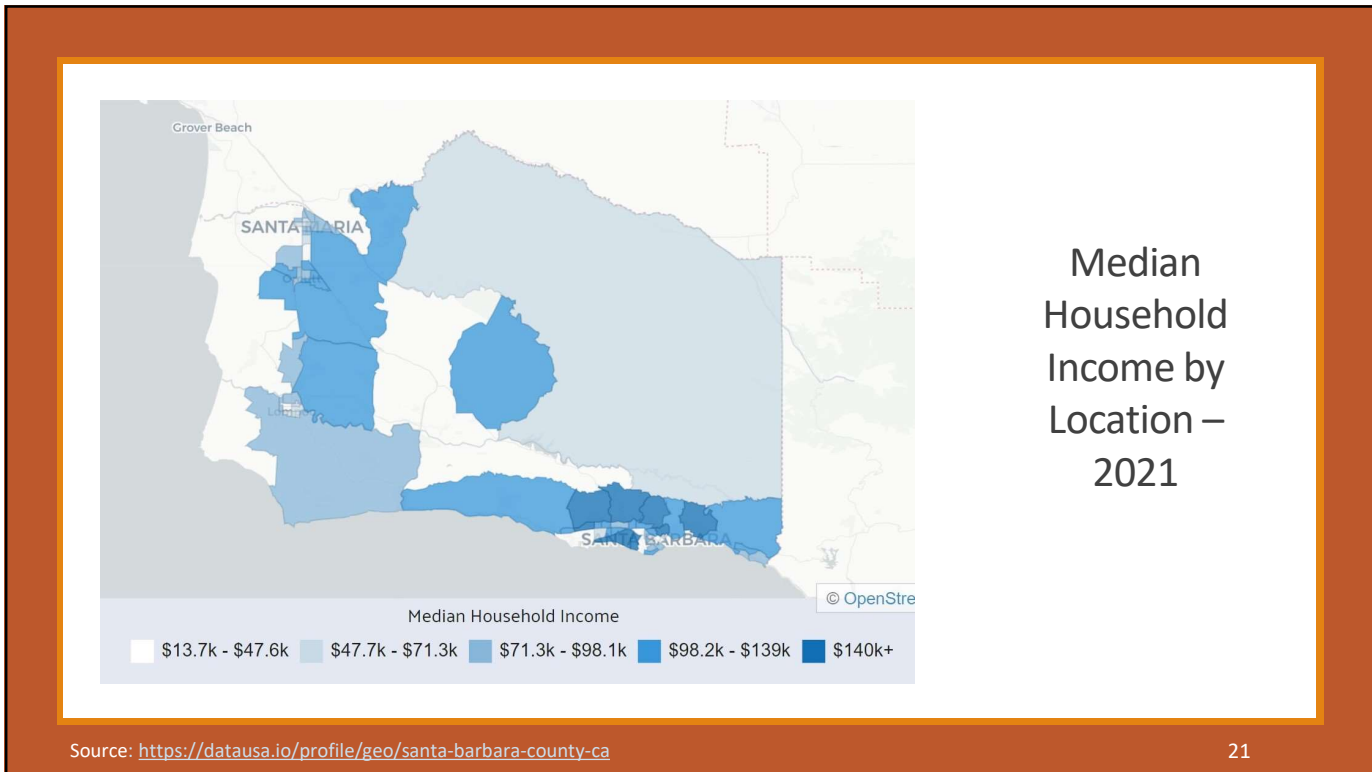 Grover Beach
SANTA MARIA
Orcutt
Lompoc
SANTA BARBARA
© OpenStre
Median Household Income
$13.7k - $47.6k $47.7k - $71.3k $71.3k - $98.1k $98.2k - $139k $140k+
Median
Household
Income by
Location –
2021
Source: https://datausa.io/profile/geo/santa-barbara-county-ca
21